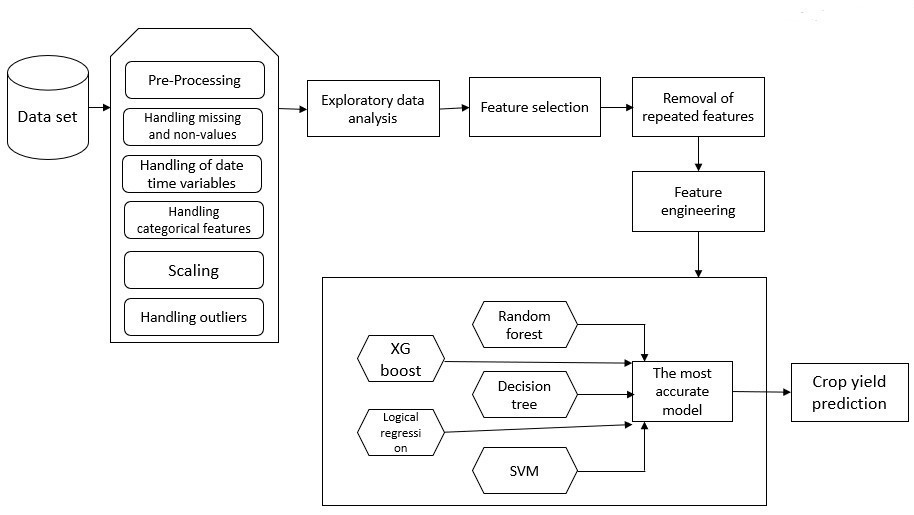 Data set
Pre-Processing
Handling missing
and non-values
Handling of date
time variables
Handling
categorical features
Scaling
Handling outliers
Exploratory data
analysis
Feature selection
Removal of
repeated features
Feature
engineering
Random
forest
XG
boost
Decision
tree
Logical
regressi
on
SVM
The most
accurate
model
Crop yield
prediction